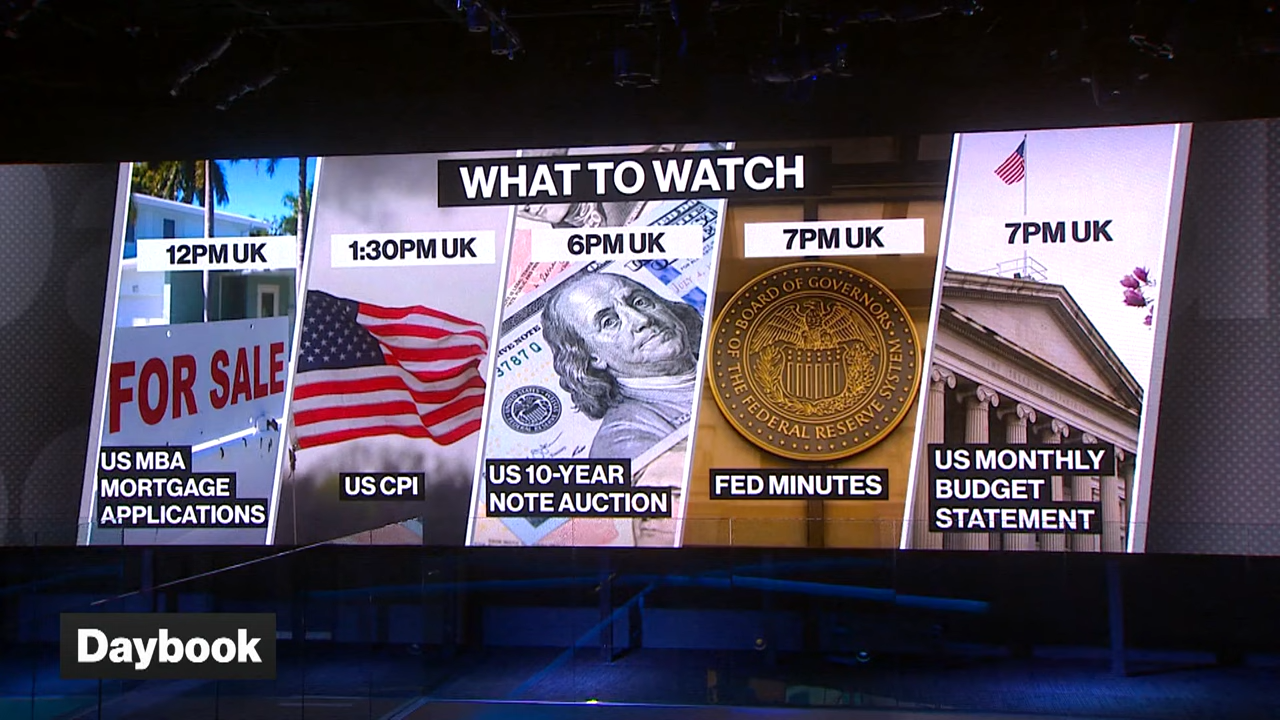 WHAT TO WATCH
12PM UK
FOR SALE
US MBA
MORTGAGE
APPLICATIONS
1:30PM UK
US CPI
6PM UK
3787 Q
US 10-YEAR
NOTE AUCTION
7PM UK
BOARD OF GOVERNORS
OF THE FEDERAL RESERVE SYSTEM
FED MINUTES
7PM UK
US MONTHLY
BUDGET
STATEMENT
Daybook